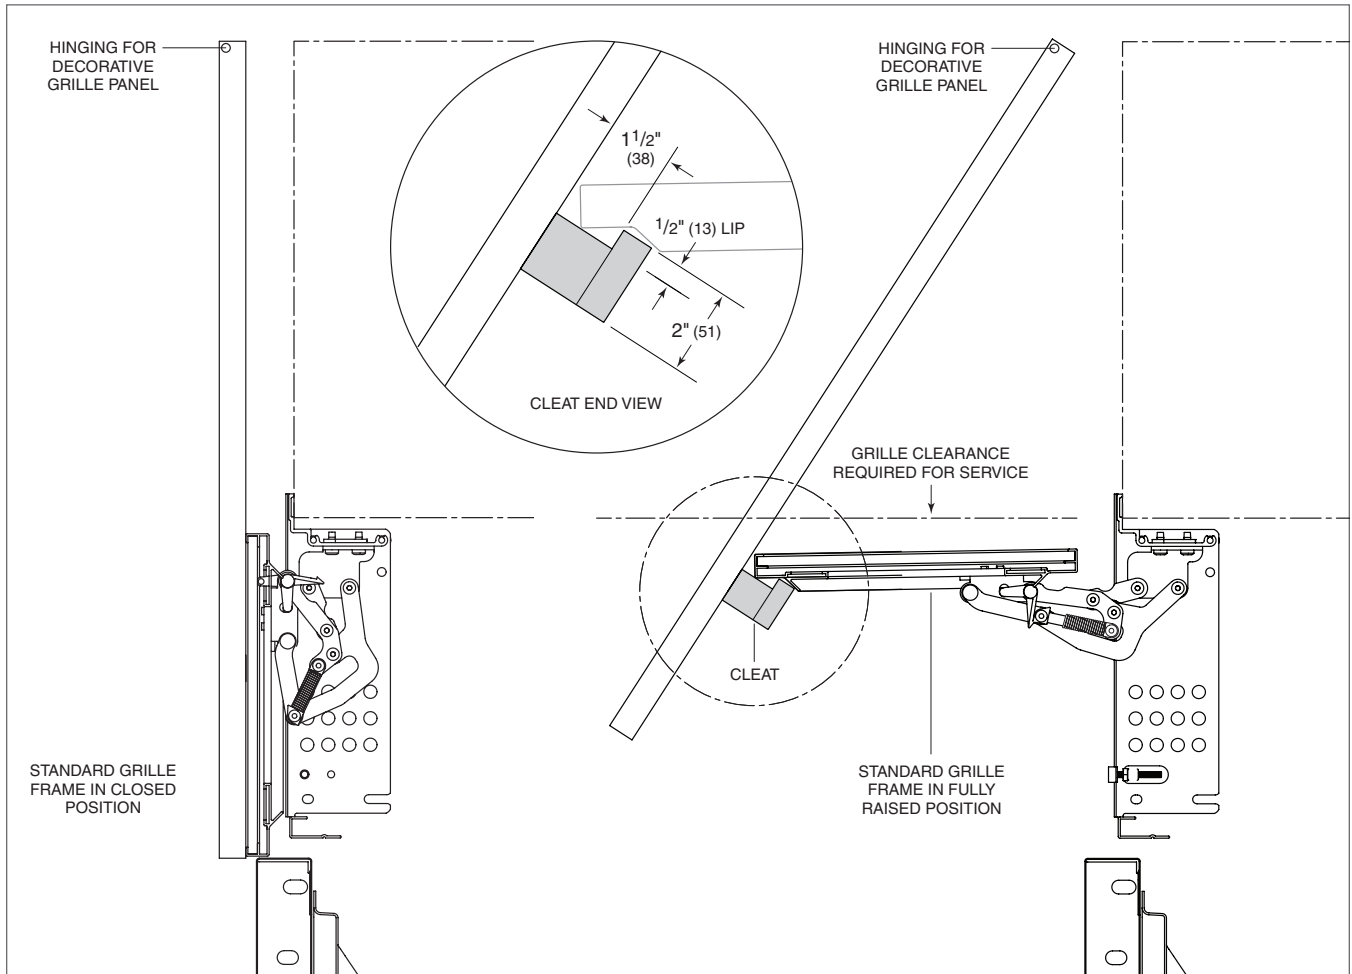 HINGING FOR
DECORATIVE
GRILLE PANEL
HINGING FOR
DECORATIVE
GRILLE PANEL
1 1/2"
(38)
1/2" (13) LIP
2" (51)
CLEAT END VIEW
GRILLE CLEARANCE
REQUIRED FOR SERVICE
CLEAT
STANDARD GRILLE
FRAME IN CLOSED
POSITION
STANDARD GRILLE
FRAME IN FULLY
RAISED POSITION